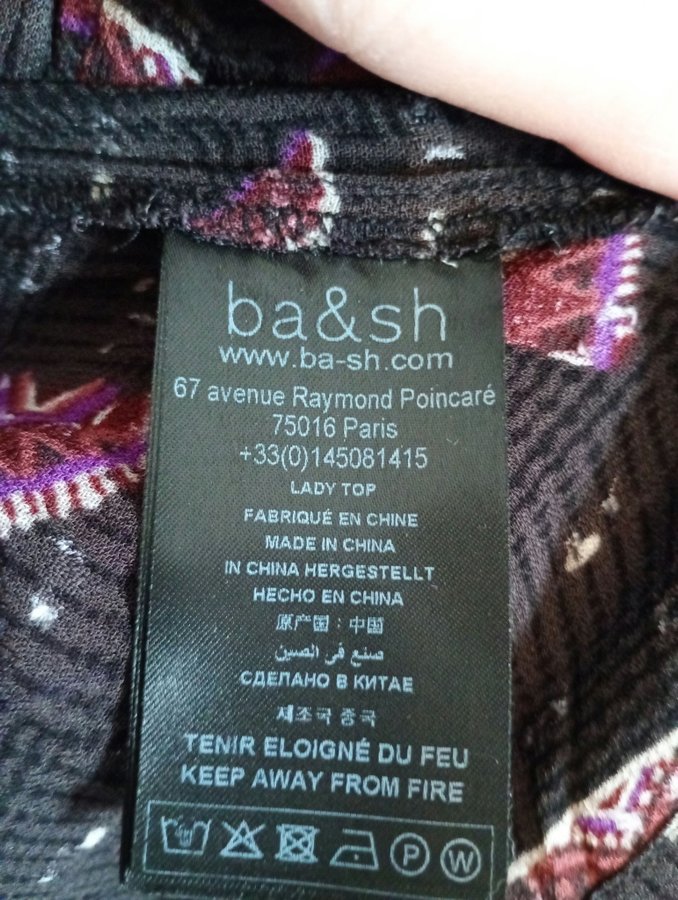 ba&sh
www.ba-sh.com
67 avenue Raymond Poincaré
75016 Paris
+33(0)145081415
LADY TOP
FABRIQUÉ EN CHINE
MADE IN CHINA
IN CHINA HERGESTELLT
HECHO EN CHINA
原产国：中国
صنع في الصين
СДЕЛАНО В КИТАЕ
제조국 중국
TENIR ELOIGNÉ DU FEU
KEEP AWAY FROM FIRE
P W